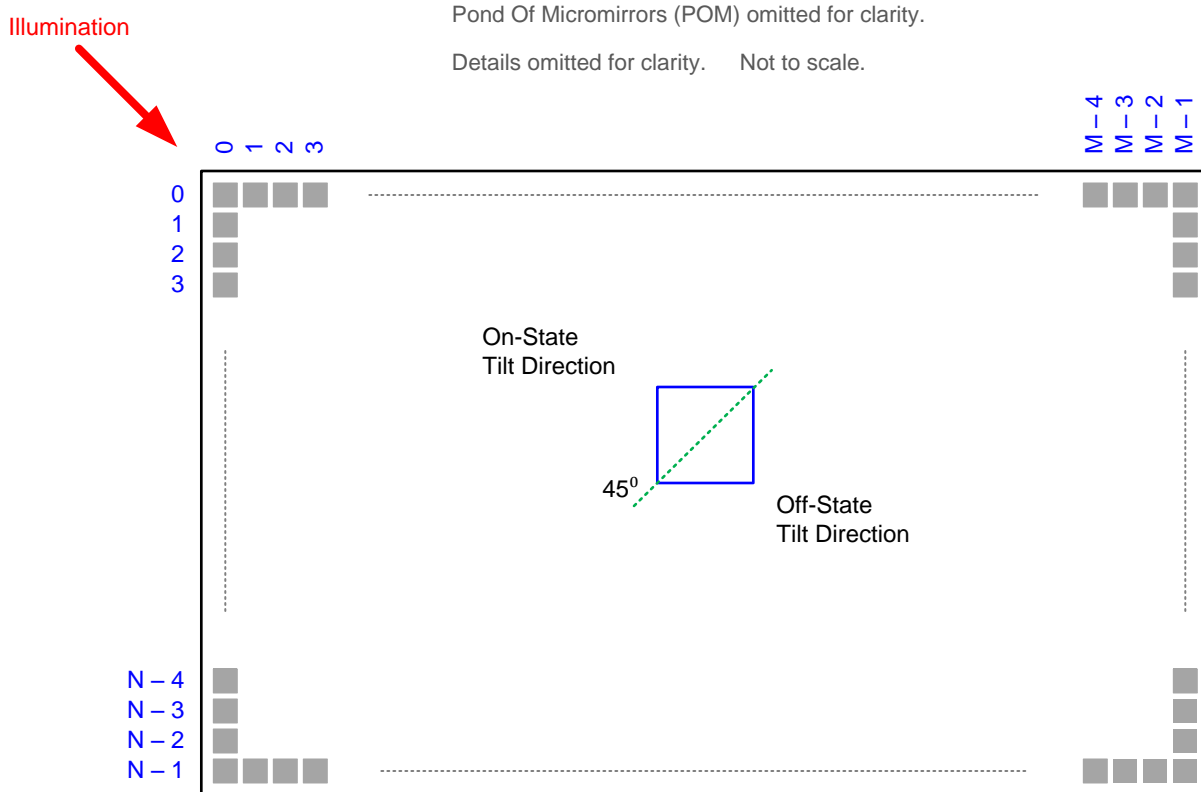 Pond Of Micromirrors (POM) omitted for clarity.
Illumination
Details omitted for clarity. Not to scale.
0 1 2 3
M – 4 M – 3 M – 2 M – 1
0
1
2
3
On-State
Tilt Direction
45⁰
Off-State
Tilt Direction
N – 4
N – 3
N – 2
N – 1